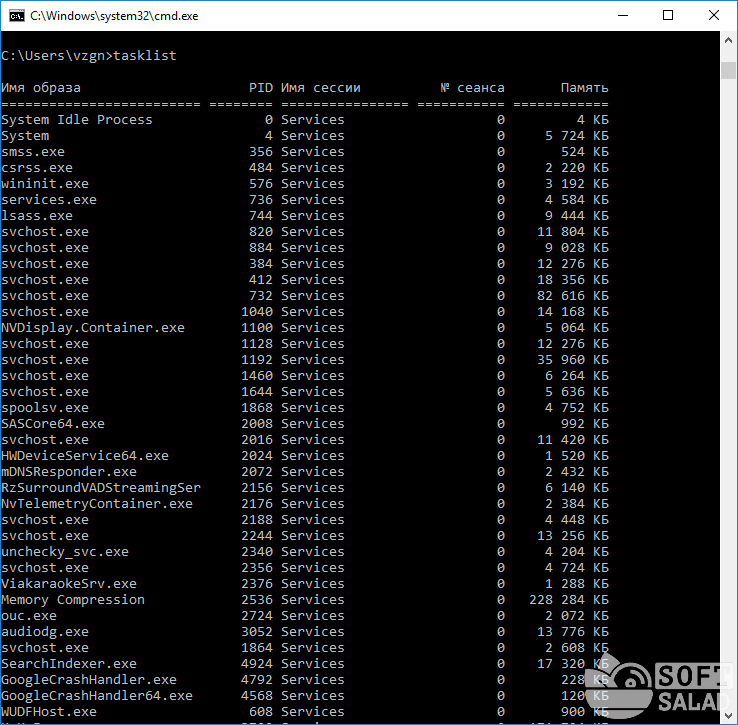 C:\Windows\system32\cmd.exe
C:\Users\vzgn>tasklist
Имя образа                     PID Имя сессии          № сеанса       Память
========================= ======== ================ =========== ============
System Idle Process              0 Services                   0         4 КБ
System                           4 Services                   0     5 724 КБ
smss.exe                       356 Services                   0       524 КБ
csrss.exe                      484 Services                   0     2 220 КБ
wininit.exe                    576 Services                   0     3 192 КБ
services.exe                   736 Services                   0     4 584 КБ
lsass.exe                      744 Services                   0     9 444 КБ
svchost.exe                    820 Services                   0    11 804 КБ
svchost.exe                    884 Services                   0     9 028 КБ
svchost.exe                    384 Services                   0    12 276 КБ
svchost.exe                    412 Services                   0    18 356 КБ
svchost.exe                    732 Services                   0    82 616 КБ
svchost.exe                   1040 Services                   0    14 168 КБ
NVDisplay.Container.exe       1100 Services                   0     5 064 КБ
svchost.exe                   1128 Services                   0    12 276 КБ
svchost.exe                   1192 Services                   0    35 960 КБ
svchost.exe                   1460 Services                   0     6 264 КБ
svchost.exe                   1644 Services                   0     5 636 КБ
spoolsv.exe                   1868 Services                   0     4 752 КБ
SASCore64.exe                 2008 Services                   0       992 КБ
svchost.exe                   2016 Services                   0    11 420 КБ
HWDeviceService64.exe         2024 Services                   0     1 520 КБ
mDNSResponder.exe             2072 Services                   0     2 432 КБ
RzSurroundVADStreamingSer     2156 Services                   0     6 140 КБ
NvTelemetryContainer.exe      2176 Services                   0     2 384 КБ
svchost.exe                   2188 Services                   0     4 448 КБ
svchost.exe                   2244 Services                   0    13 256 КБ
unchecky_svc.exe              2340 Services                   0     4 204 КБ
svchost.exe                   2356 Services                   0     4 724 КБ
ViakaraokeSrv.exe             2376 Services                   0     1 288 КБ
Memory Compression            2536 Services                   0   228 284 КБ
ouc.exe                       2724 Services                   0     2 072 КБ
audiodg.exe                   3052 Services                   0    13 776 КБ
svchost.exe                   1864 Services                   0     2 608 КБ
SearchIndexer.exe             4924 Services                   0    17 320 КБ
GoogleCrashHandler.exe        4792 Services                   0       228 КБ
GoogleCrashHandler64.exe      4568 Services                   0       120 КБ
WUDFHost.exe                   608 Services                   0       900 КБ
SOFT
SALAD